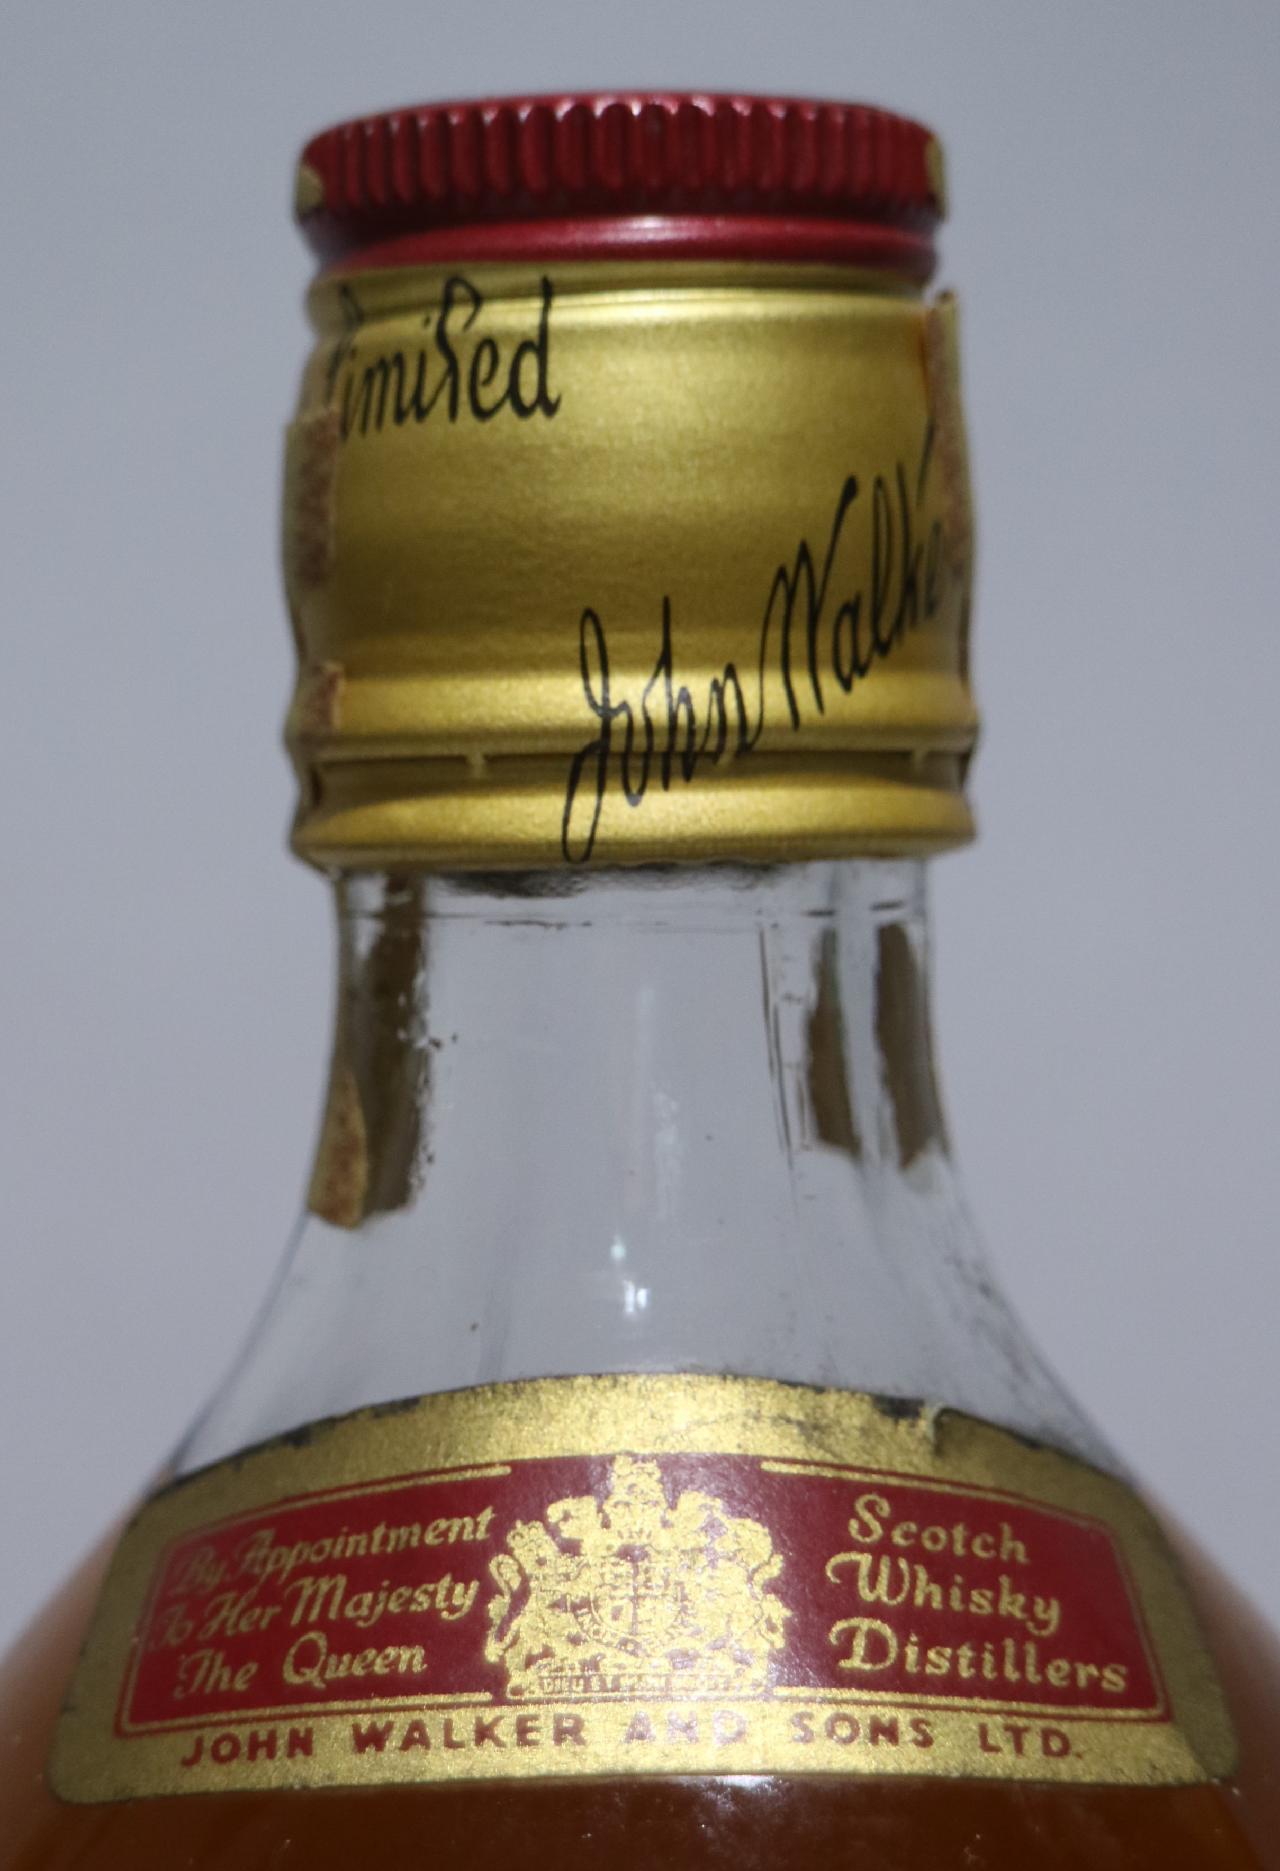 Limited
John Walker
By Appointment
To Her Majesty
The Queen
Scotch
Whisky
Distillers
JOHN WALKER AND SONS LTD.